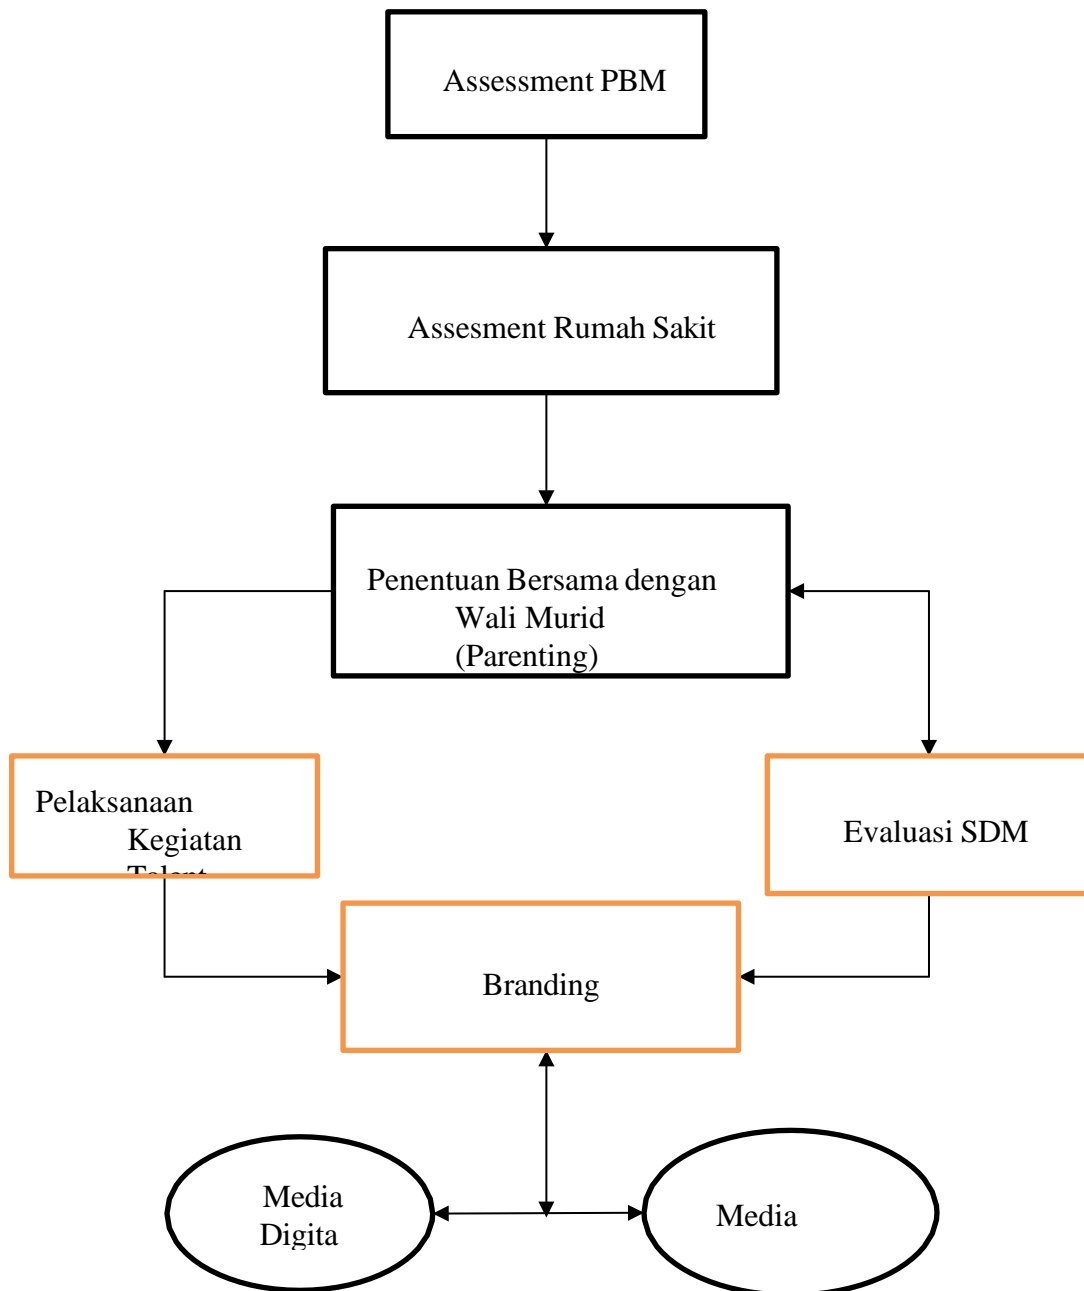 Assessment PBM
Assesment Rumah Sakit
Penentuan Bersama dengan
Wali Murid
(Parenting)
Pelaksanaan
Kegiatan
Talent
Evaluasi SDM
Branding
Media
Digita
Media